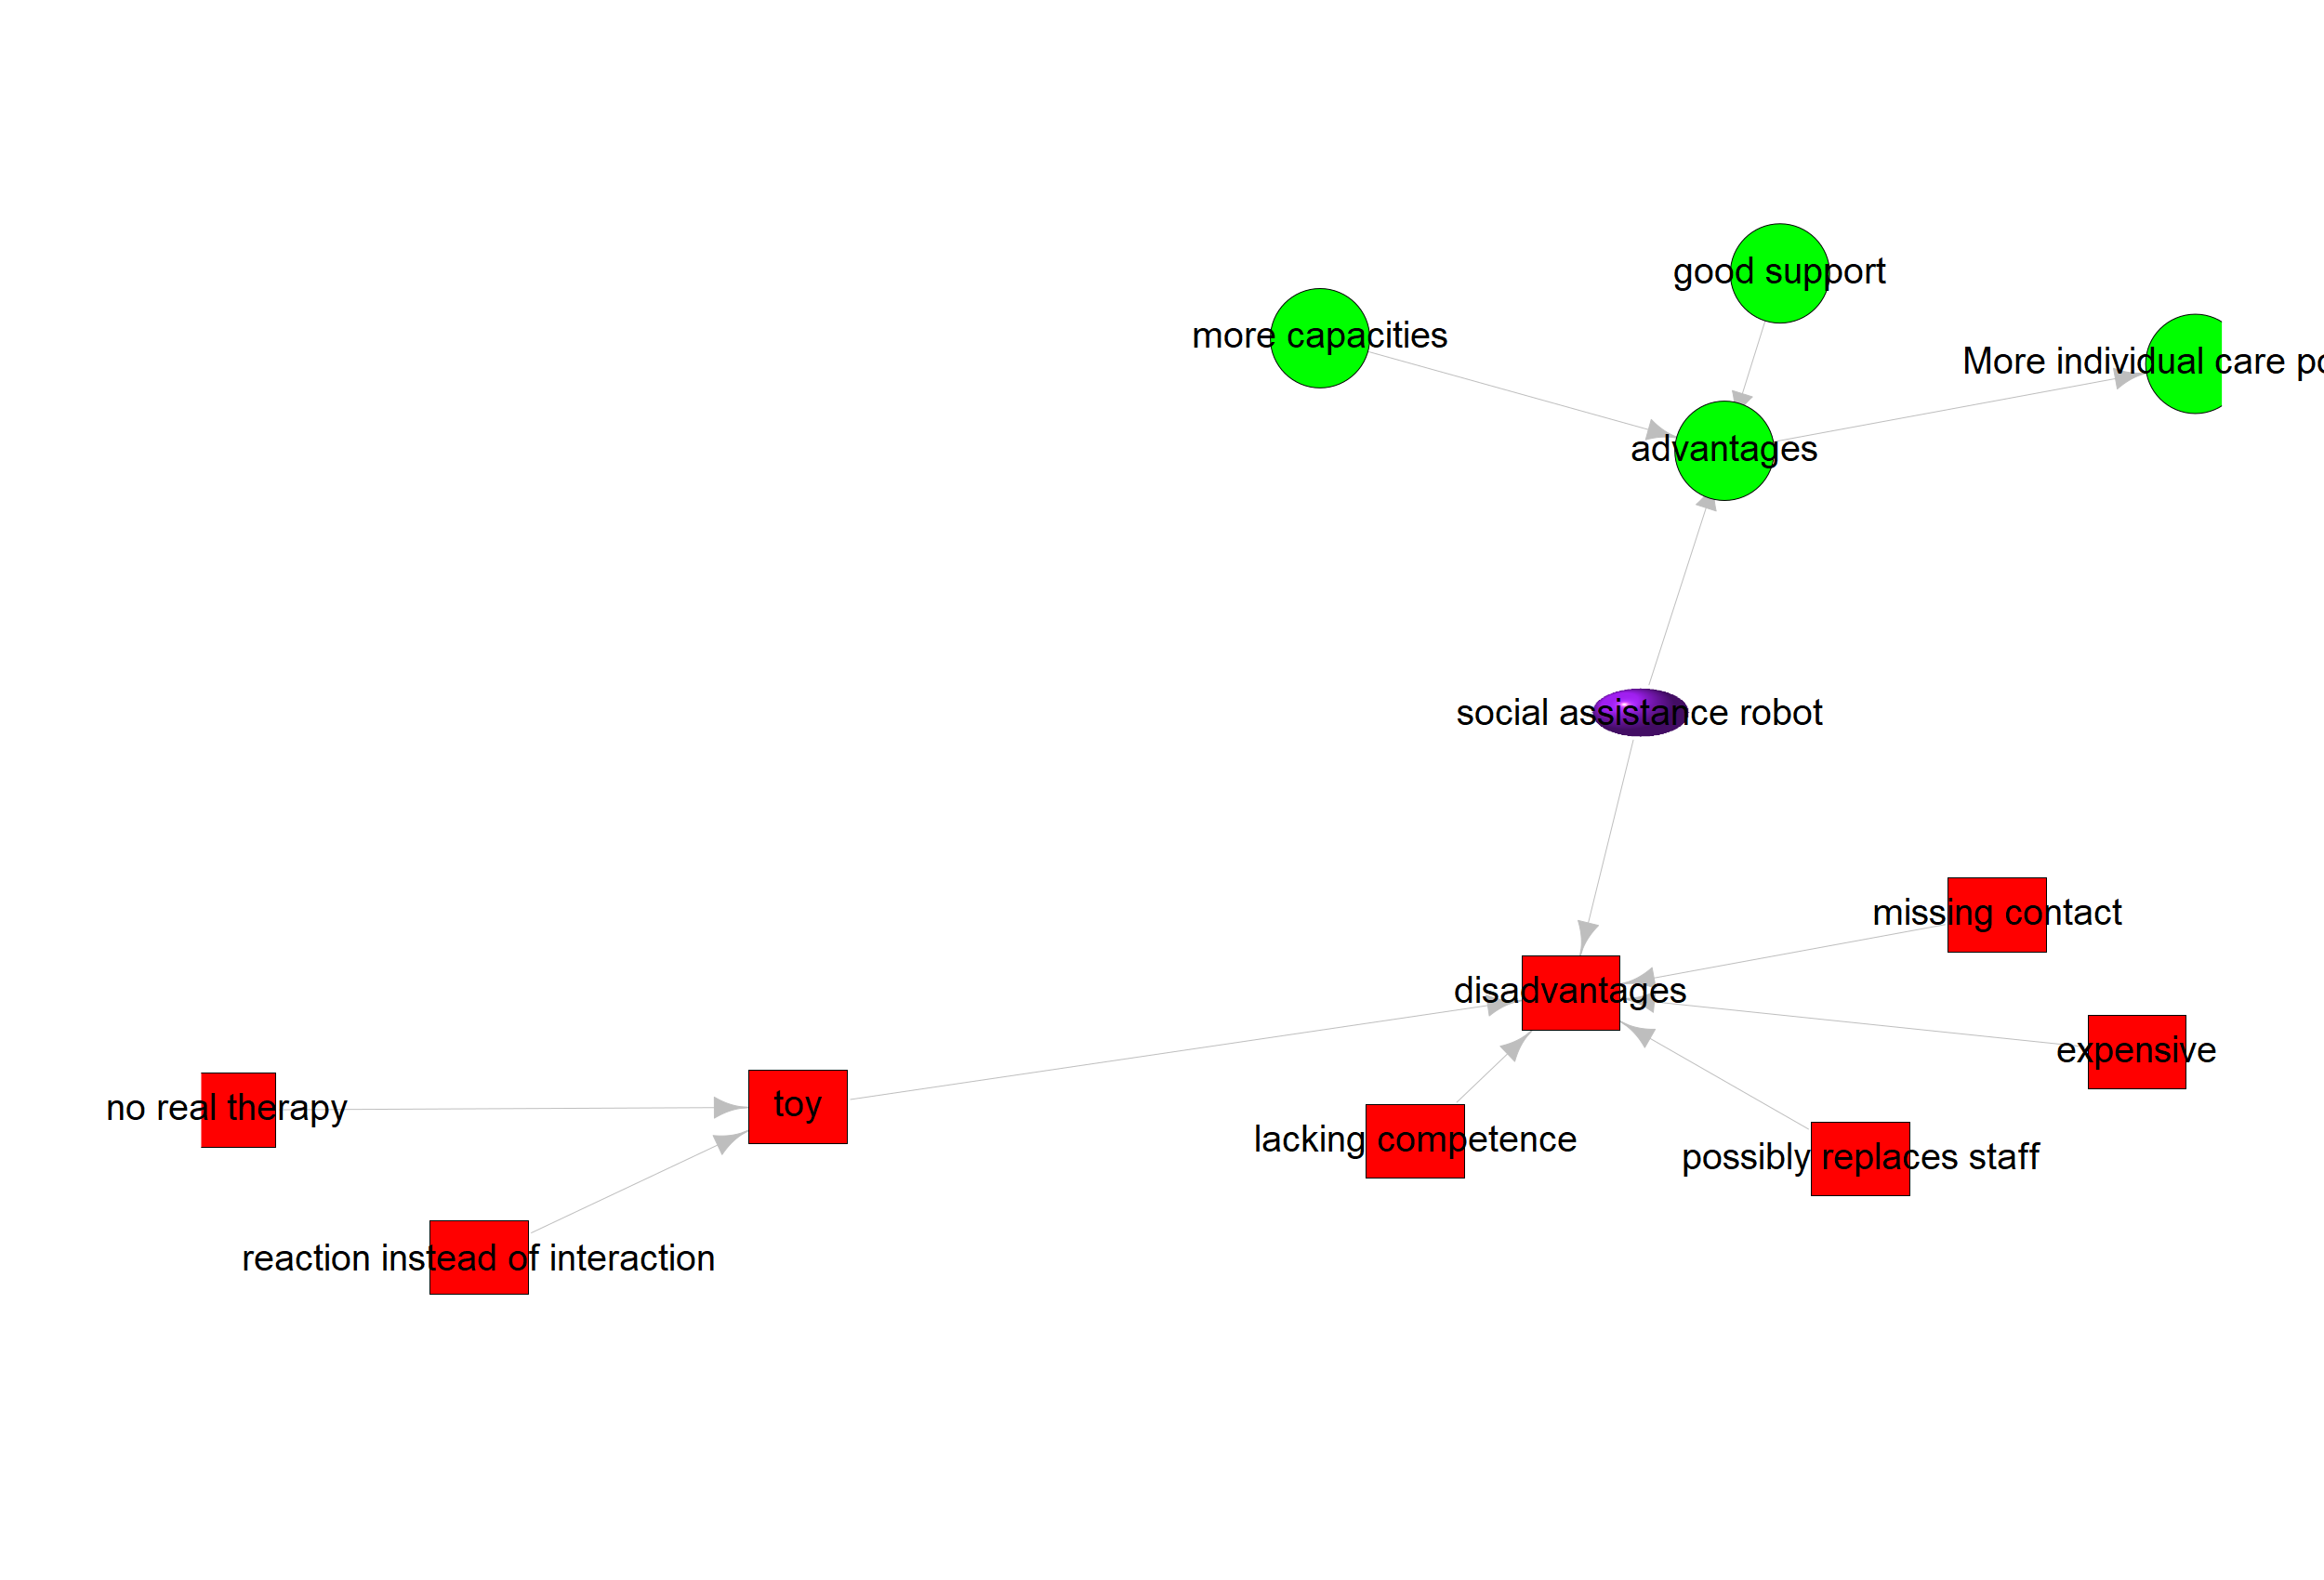 good support
more capacities
More individual care
advantages
social assistance robot
missing contact
disadvantages
expensive
no real therapy
toy
lacking competence
possibly replaces staff
reaction instead of interaction